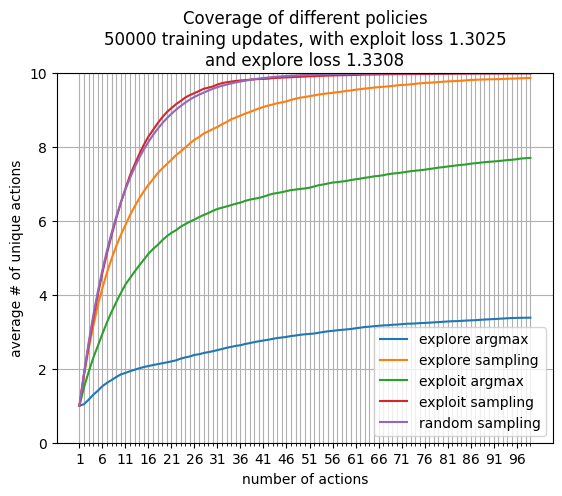 Coverage of different policies
50000 training updates, with exploit loss 1.3025
and explore loss 1.3308
average # of unique actions
10
8
6
4
2
0
explore argmax
explore sampling
exploit argmax
exploit sampling
random sampling
1 6 11 16 21 26 31 36 41 46 51 56 61 66 71 76 81 86 91 96
number of actions